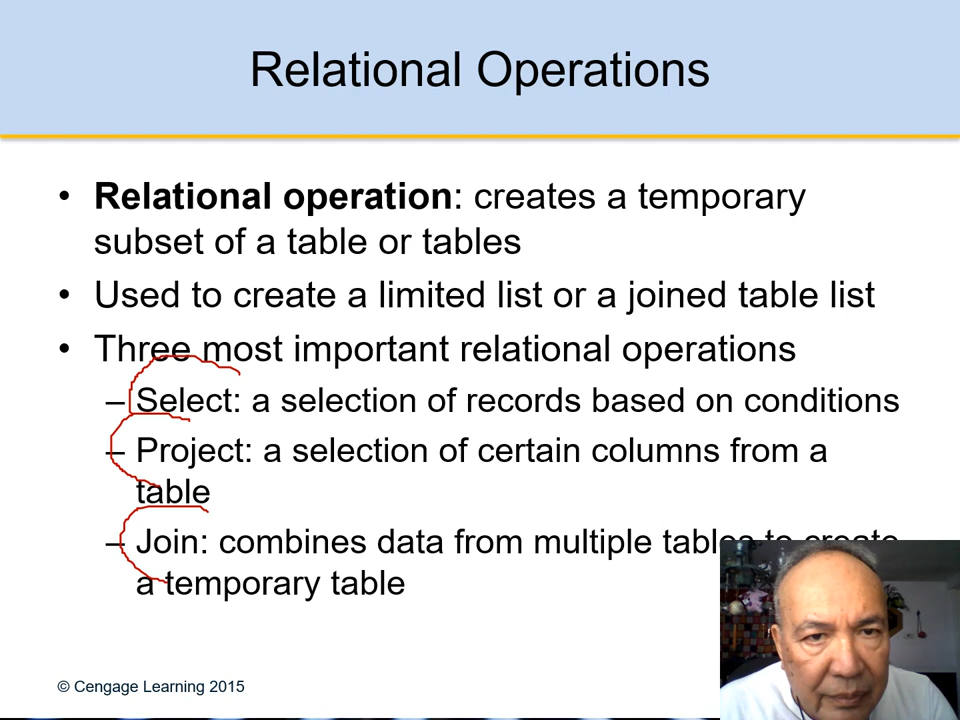 Relational Operations
• Relational operation: creates a temporary
subset of a table or tables
• Used to create a limited list or a joined table list
• Three most important relational operations
– Select: a selection of records based on conditions
– Project: a selection of certain columns from a
table
– Join: combines data from multiple tables to create
a temporary table
© Cengage Learning 2015